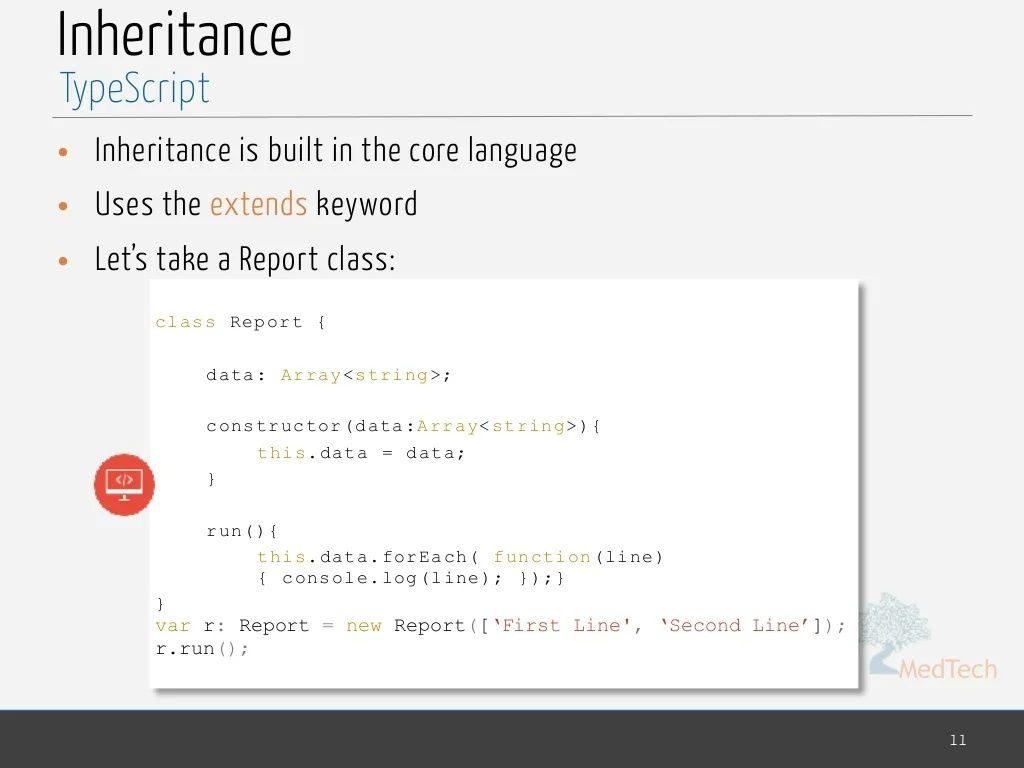 Inheritance
TypeScript
• Inheritance is built in the core language
• Uses the extends keyword
• Let’s take a Report class:
class Report {
data: Array<string>;
constructor(data:Array<string>){
this.data = data;
}
run(){
this.data.forEach( function(line)
{ console.log(line); });}
}
var r: Report = new Report([‘First Line', ‘Second Line’]);
r.run();
</>
MedTech
11